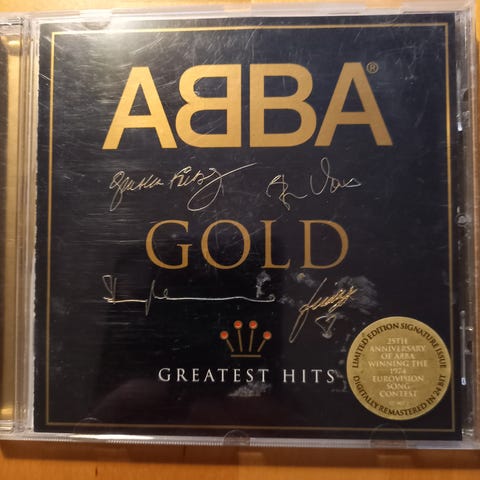 ABBA®
GOLD
GREATEST HITS
LIMITED EDITION SIGNATURE ISSUE
25TH
ANNIVERSARY
OF ABBA
WINNING THE
1974
EUROVISION
SONG
CONTEST
DIGITALLY REMASTERED IN 24 BIT